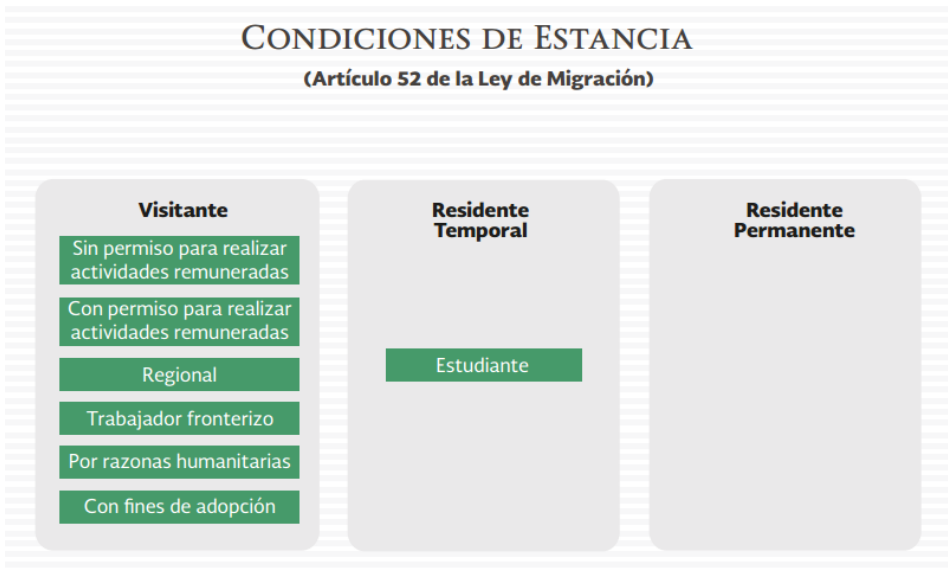 CONDICIONES DE ESTANCIA
(Artículo 52 de la Ley de Migración)
Visitante
Sin permiso para realizar
actividades remuneradas
Con permiso para realizar
actividades remuneradas
Regional
Trabajador fronterizo
Por razonas humanitarias
Con fines de adopción
Residente
Temporal
Estudiante
Residente
Permanente